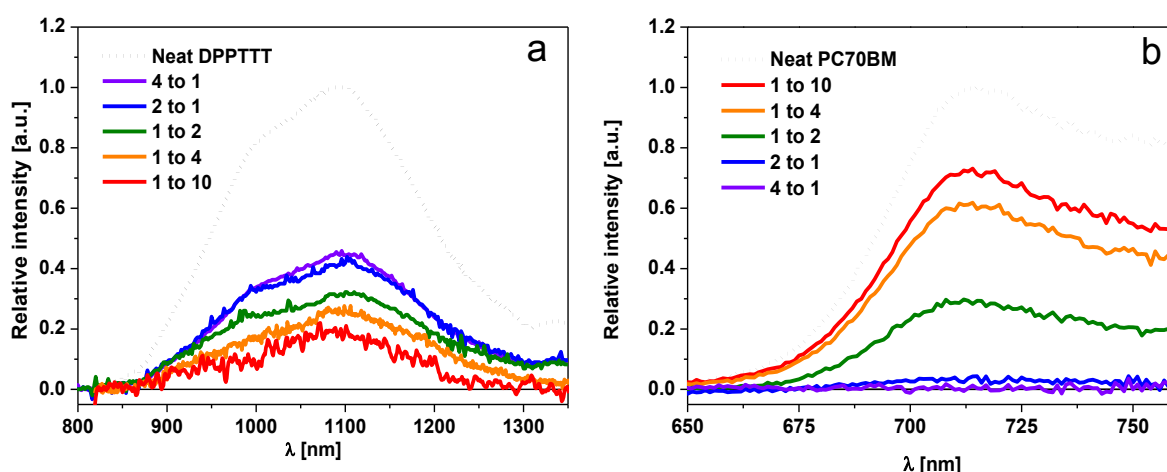 a
Relative intensity [a.u.]
1.2
1.0
0.8
0.6
0.4
0.2
0.0
Neat DPPTTT
4 to 1
2 to 1
1 to 2
1 to 4
1 to 10
800 900 1000 1100 1200 1300
λ [nm]
b
Relative intensity [a.u.]
1.2
1.0
0.8
0.6
0.4
0.2
0.0
Neat PC70BM
1 to 10
1 to 4
1 to 2
2 to 1
4 to 1
650 675 700 725 750
λ [nm]